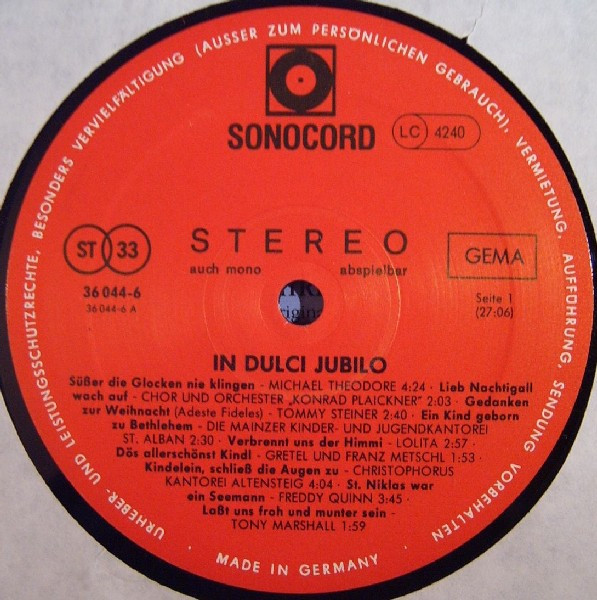 URHEBER- UND LEISTUNGSSCHUTZRECHTE, BESONDERS VERVIELFÄLTIGUNG (AUSSER ZUM PERSÖNLICHEN GEBRAUCH), VERMIETUNG, AUFFÜHRUNG, SENDUNG VORBEHALTEN
SONOCORD
LC 4240
STEREO
auch mono abspielbar
ST 33
GEMA
36 044-6
36 044-6 A
Seite 1
(27:06)
IN DULCI JUBILO
Süßer die Glocken nie klingen - MICHAEL THEODORE 4:24 · Lieb Nachtigall
wach auf - CHOR UND ORCHESTER „KONRAD PLAICKNER" 2:03 · Gedanken
zur Weihnacht (Adeste Fideles) - TOMMY STEINER 2:40 · Ein Kind geborn
zu Bethlehem - DIE MAINZER KINDER- UND JUGENDKANTOREI
ST. ALBAN 2:30 · Verbrennt uns der Himmi - LOLITA 2:57 ·
Dös allerschönst Kindl - GRETEL UND FRANZ METSCHL 1:53 ·
Kindelein, schließ die Augen zu - CHRISTOPHORUS
KANTOREI ALTENSTEIG 4:04 · St. Niklas war
ein Seemann - FREDDY QUINN 3:45 ·
Laßt uns froh und munter sein -
TONY MARSHALL 1:59
· MADE IN GERMANY ·